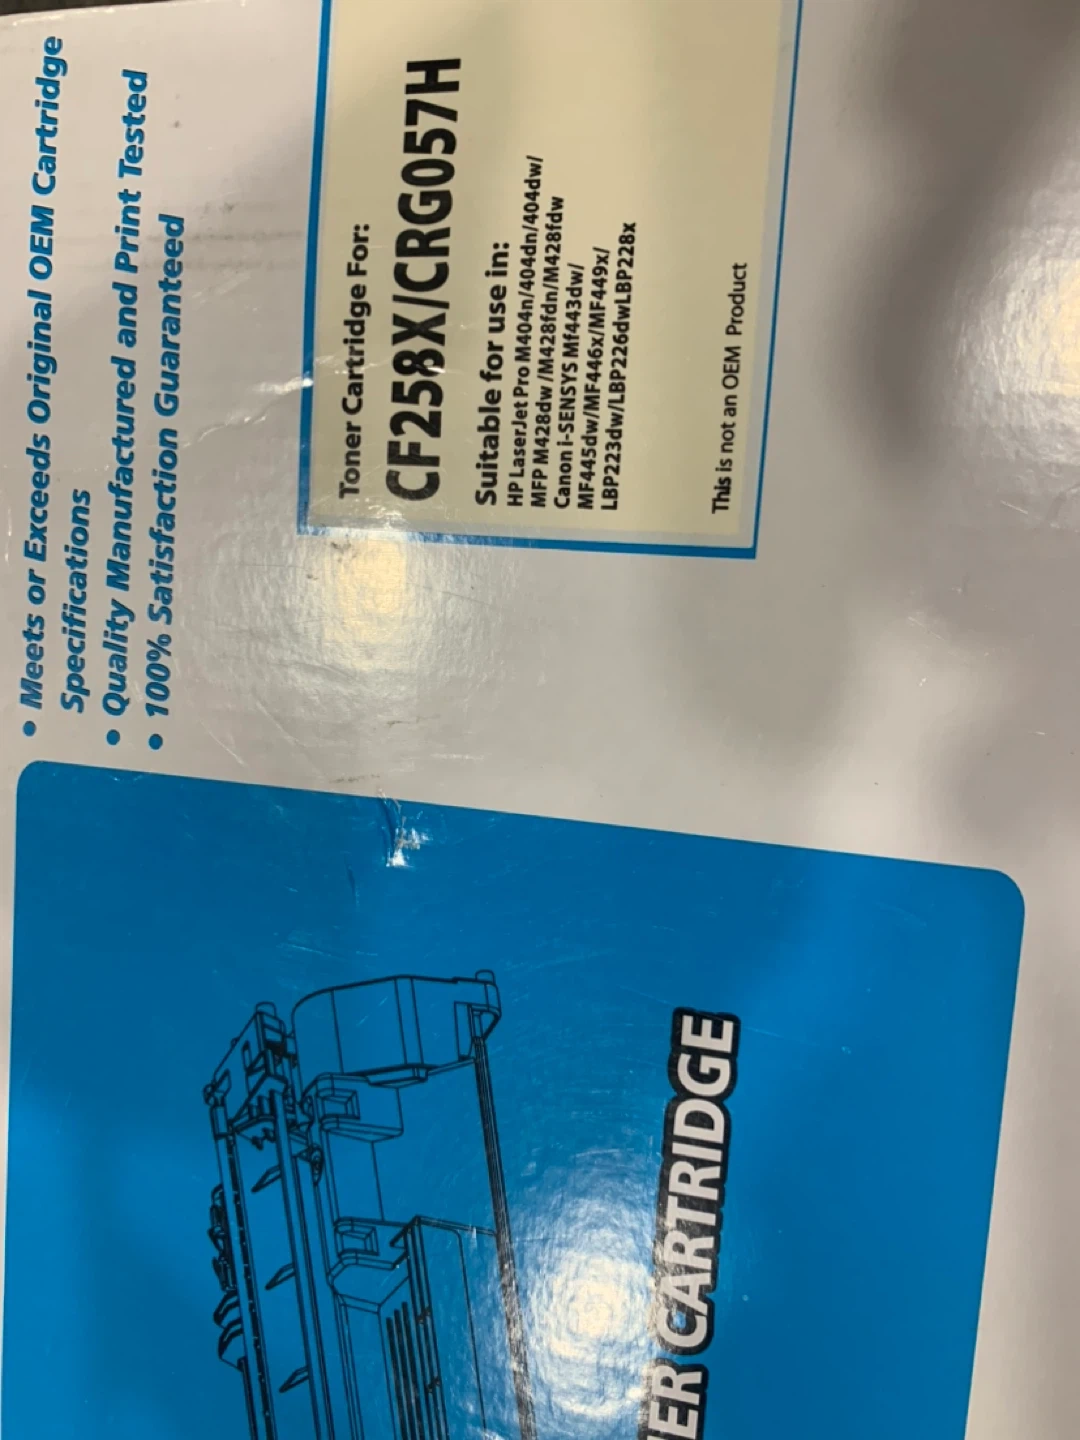 • Meets or Exceeds Original OEM Cartridge
Specifications
• Quality Manufactured and Print Tested
• 100% Satisfaction Guaranteed
Toner Cartridge For:
CF258X/CRG057H
Suitable for use in:
HP LaserJet Pro M404n/404dn/404dw/
MFP M428dw /M428fdn/M428fdw
Canon i-SENSYS Mf443dw/
MF445dw/MF446x/MF449x/
LBP223dw/LBP226dwLBP228x
This is not an OEM Product
ER CARTRIDGE